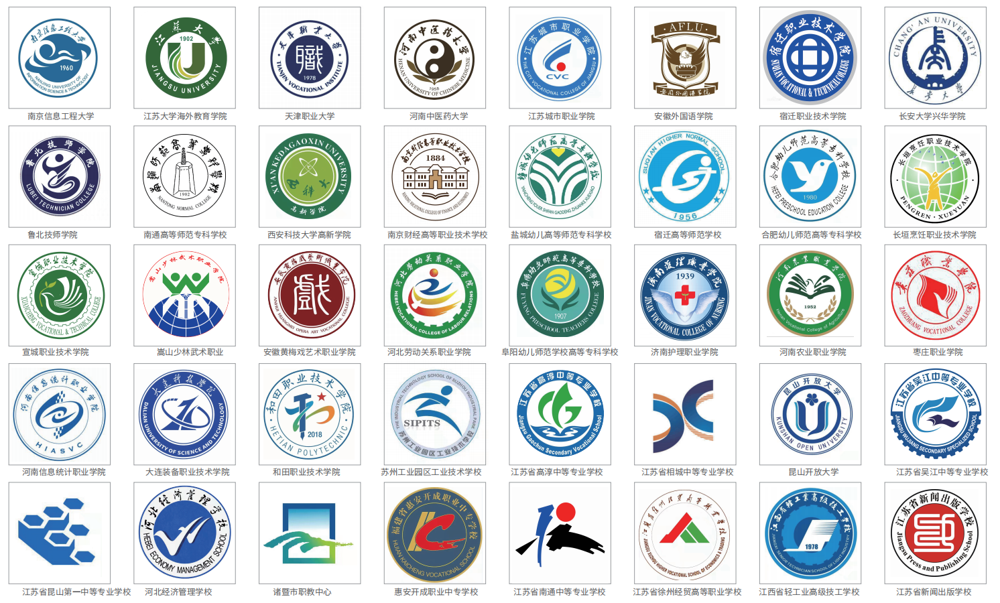 南京信息工程大学
1960
NANJING UNIVERSITY OF
INFORMATION SCIENCE & TECHNOLOGY
南京信息工程大学
江苏大学
1902
JIANGSU UNIVERSITY
江苏大学海外教育学院
天津职业大学
職
1978
TIANJIN VOCATIONAL INSTITUTE
天津职业大学
河南中医药大学
1958
HENAN UNIVERSITY OF CHINESE MEDICINE
河南中医药大学
江苏城市职业学院
CVC
THE CITY VOCATIONAL COLLEGE OF JIANGSU
江苏城市职业学院
·AFLU·
安徽外国语学院
安徽外国语学院
宿迁职业技术学院
SUQIAN VOCATIONAL & TECHNICAL COLLEGE
宿迁职业技术学院
CHANG' AN UNIVERSITY
长安大学
长安大学兴华学院
鲁北技师学院
LUBEI TECHNICIAN COLLEGE
鲁北技师学院
1902
NANTONG NORMAL COLLEGE
南通高等师范专科学校
XI'AN KEDAGAOXIN UNIVERSITY
西科大
高新学院
西安科技大学高新学院
南京财经高等职业技术学校
1884
NANJING VOCATIONAL COLLEGE OF FINANCE AND ECONOMICS
南京财经高等职业技术学校
盐城幼儿师范高等专科学校
YANCHENG YOUER SHIFAN GAODENG ZHUANKE XUEXIAO
盐城幼儿高等师范专科学校
SUQIAN HIGHER NORMAL SCHOOL
1956
宿迁高等师范学校
合肥幼儿师范高等专科学校
1980
HEFEI PRESCHOOL EDUCATION COLLEGE
合肥幼儿师范高等专科学校
长垣烹饪职业技术学院
PENGREN·XUEYUAN
长垣烹饪职业技术学院
宣城职业技术学院
XUANCHENG VOCATIONAL & TECHNICAL COLLEGE
宣城职业技术学院
嵩山少林武术职业学院
嵩山少林武术职业
安徽黄梅戏艺术职业学院
戲
ANHUI HUANGMEI OPERA ART VOCATIONAL COLLEGE
安徽黄梅戏艺术职业学院
河北劳动关系职业学院
HEBEI VOCATIONAL COLLEGE OF LABOUR RELATIONS
河北劳动关系职业学院
阜阳幼儿师范高等专科学校
1907
FUYANG PRESCHOOL TEACHERS COLLEGE
阜阳幼儿师范学校高等专科学校
济南护理职业学院
1939
JINAN VOCATIONAL COLLEGE OF NURSING
济南护理职业学院
河南农业职业学院
1952
Henan Vocational College of Agriculture
河南农业职业学院
枣莊職業学院
ZAOZHUANG VOCATIONAL COLLEGE
枣庄职业学院
河南信息统计职业学院
HIASVC
河南信息统计职业学院
大连科技学院
DALIAN UNIVERSITY OF SCIENCE AND TECHNOLOGY
大连装备职业技术学院
和田职业技术学院
2018
HETIAN POLYTECHNIC
和田职业技术学院
THE INDUSTRIAL TECHNOLOGY SCHOOL OF SUZHOU INDUSTRIAL PARK
SIPITS
苏州工业园区工业技术学校
苏州工业园区工业技术学校
江苏省高淳中等专业学校
Jiangsu Gaochun Secondary Vocational School
江苏省高淳中等专业学校
江苏省相城中等专业学校
昆山开放大学
KUNSHAN OPEN UNIVERSITY
昆山开放大学
江苏省吴江中等专业学校
JIANGSU WUJIANG SECONDARY SPECIALIZED SCHOOL
江苏省吴江中等专业学校
江苏省昆山第一中等专业学校
河北经济管理学校
HEBEI ECONOMY MANAGEMENT SCHOOL
河北经济管理学校
诸暨市职教中心
福建省惠安开成职业中专学校
HUIAN KAICHENG VOCATIONAL SCHOOL
惠安开成职业中专学校
江苏省南通中等专业学校
JIANGSU XUZHOU HIGHER VOCATIONAL SCHOOL OF ECONOMICS & TRADING
江苏省徐州经贸高等职业学校
江西省轻工业高级技工学校
1978
JIANGXI SENIOR TECHNICIAN SCHOOL OF LIGHT INDUSTRY
江西省轻工业高级技工学校
江苏省新闻出版学校
Jiangsu Press and Publishing School
江苏省新闻出版学校